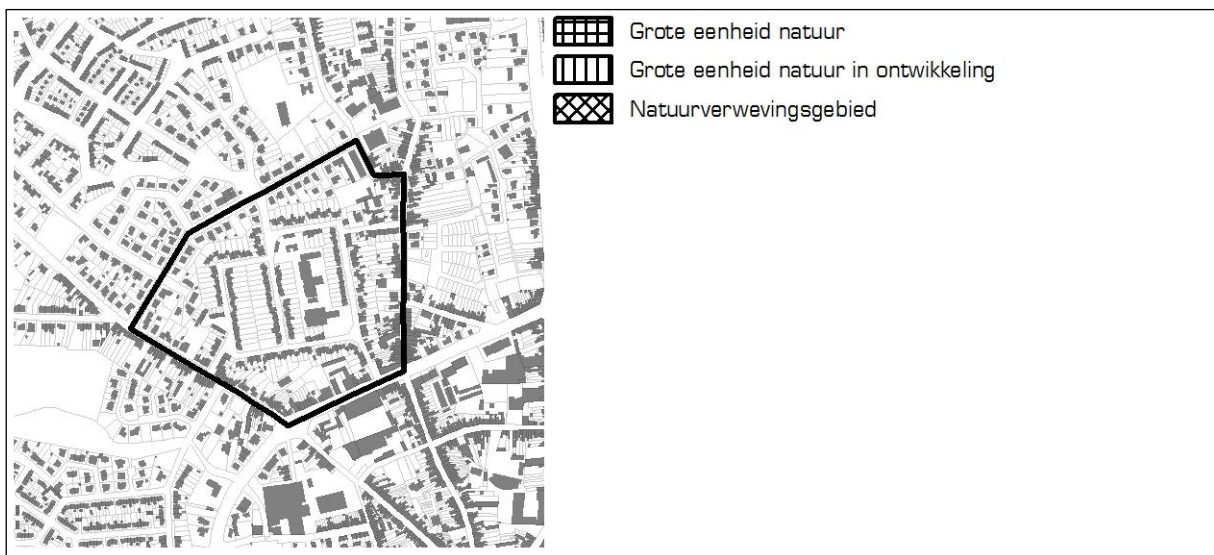 Grote eenheid natuur
Grote eenheid natuur in ontwikkeling
Natuurverwevingsgebied